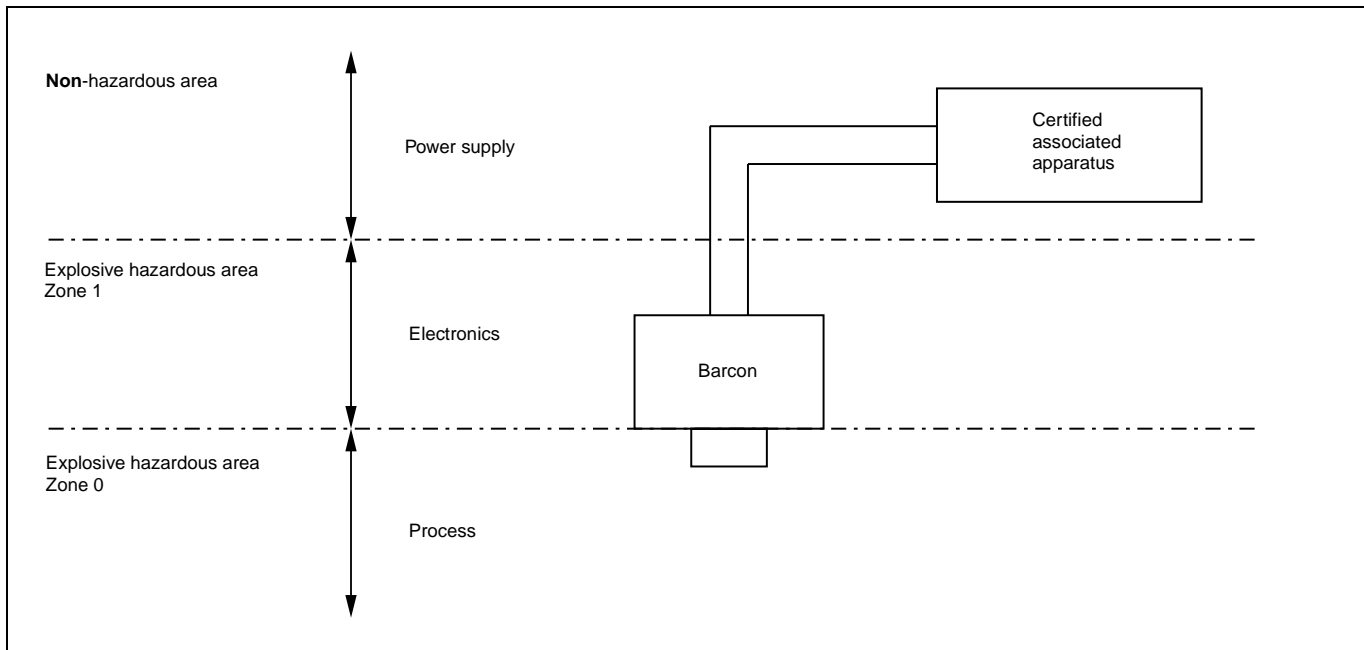 Non-hazardous area
Power supply
Certified
associated
apparatus
Explosive hazardous area
Zone 1
Electronics
Barcon
Explosive hazardous area
Zone 0
Process